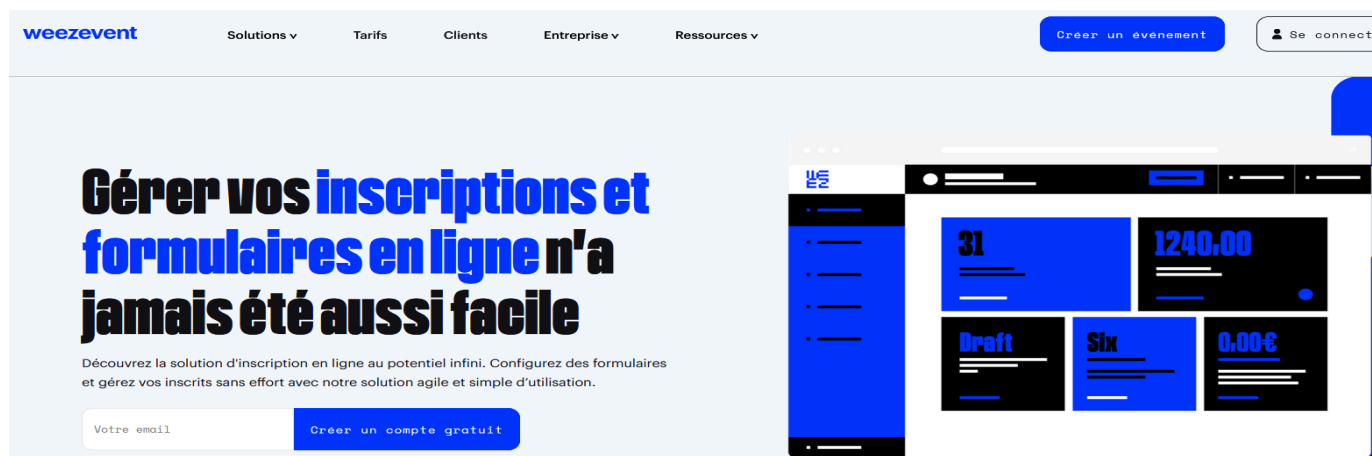 weezevent
Solutions v
Tarifs
Clients
Entreprise v
Ressources v
Créer un événement
Se connect
Gérer vos inscriptions et
formulaires en ligne n'a
jamais été aussi facile
Découvrez la solution d'inscription en ligne au potentiel infini. Configurez des formulaires
et gérez vos inscrits sans effort avec notre solution agile et simple d'utilisation.
Votre email
Créer un compte gratuit
WEEZ
31
1240,00
Draft
Six
0,00€